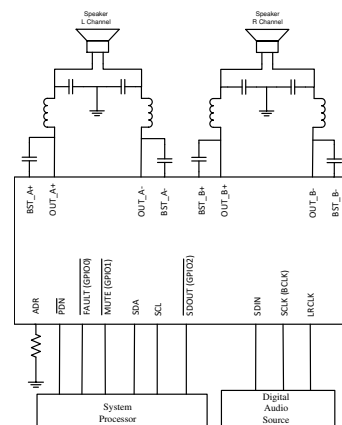 Speaker
L Channel
Speaker
R Channel
BST_A+
OUT_A+
OUT_A-
BST_A-
BST_B+
OUT_B+
OUT_B-
BST_B-
ADR
PDN
FAULT (GPIO0)
MUTE (GPIO1)
SDA
SCL
SDOUT (GPIO2)
SDIN
SCLK (BCLK)
LRCLK
System
Processor
Digital
Audio
Source